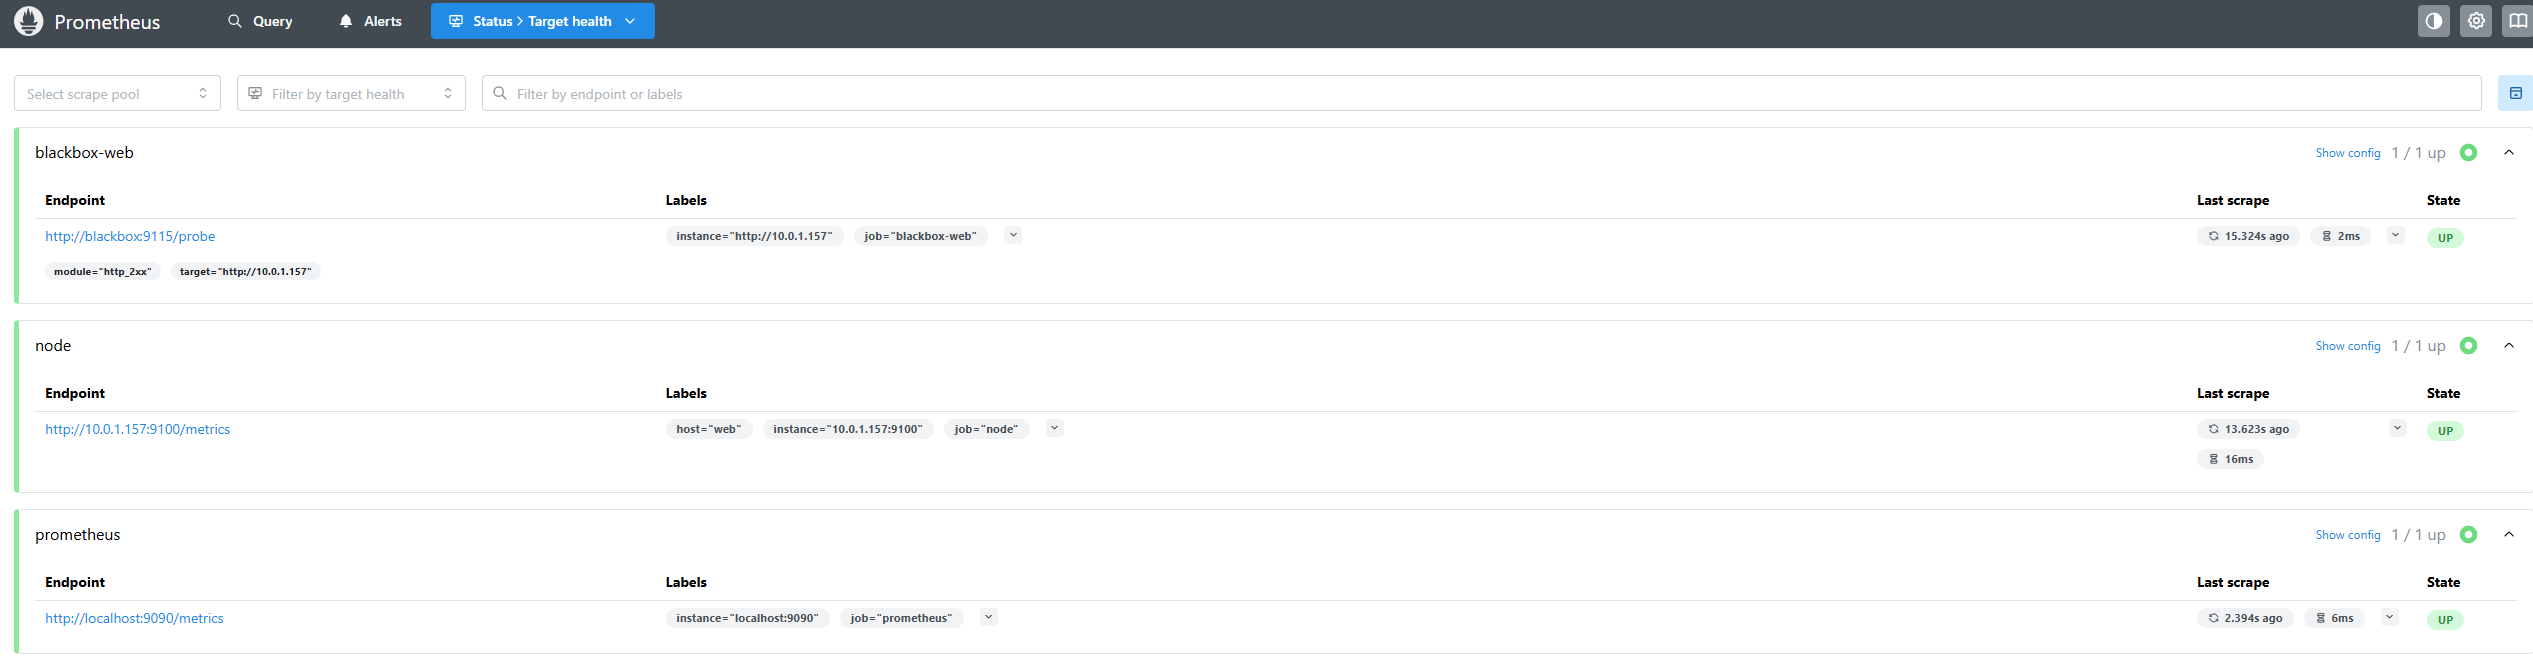 Prometheus Query Alerts Status > Target health
Select scrape pool Filter by target health Filter by endpoint or labels
blackbox-web Show config 1 / 1 up
Endpoint Labels Last scrape State
http://blackbox:9115/probe instance="http://10.0.1.157" job="blackbox-web" 15.324s ago 2ms UP
module="http_2xx" target="http://10.0.1.157"
node Show config 1 / 1 up
Endpoint Labels Last scrape State
http://10.0.1.157:9100/metrics host="web" instance="10.0.1.157:9100" job="node" 13.623s ago UP
16ms
prometheus Show config 1 / 1 up
Endpoint Labels Last scrape State
http://localhost:9090/metrics instance="localhost:9090" job="prometheus" 2.394s ago 6ms UP